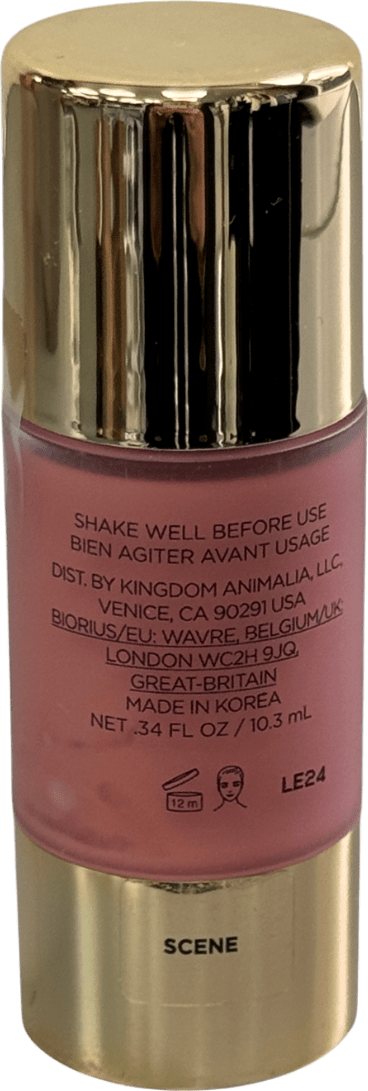 SHAKE WELL BEFORE USE
BIEN AGITER AVANT USAGE
DIST. BY KINGDOM ANIMALIA, LLC,
VENICE, CA 90291 USA
BIORIUS/EU: WAVRE, BELGIUM/UK:
LONDON WC2H 9JQ,
GREAT-BRITAIN
MADE IN KOREA
NET .34 FL OZ / 10.3 mL
12 m
LE24
SCENE